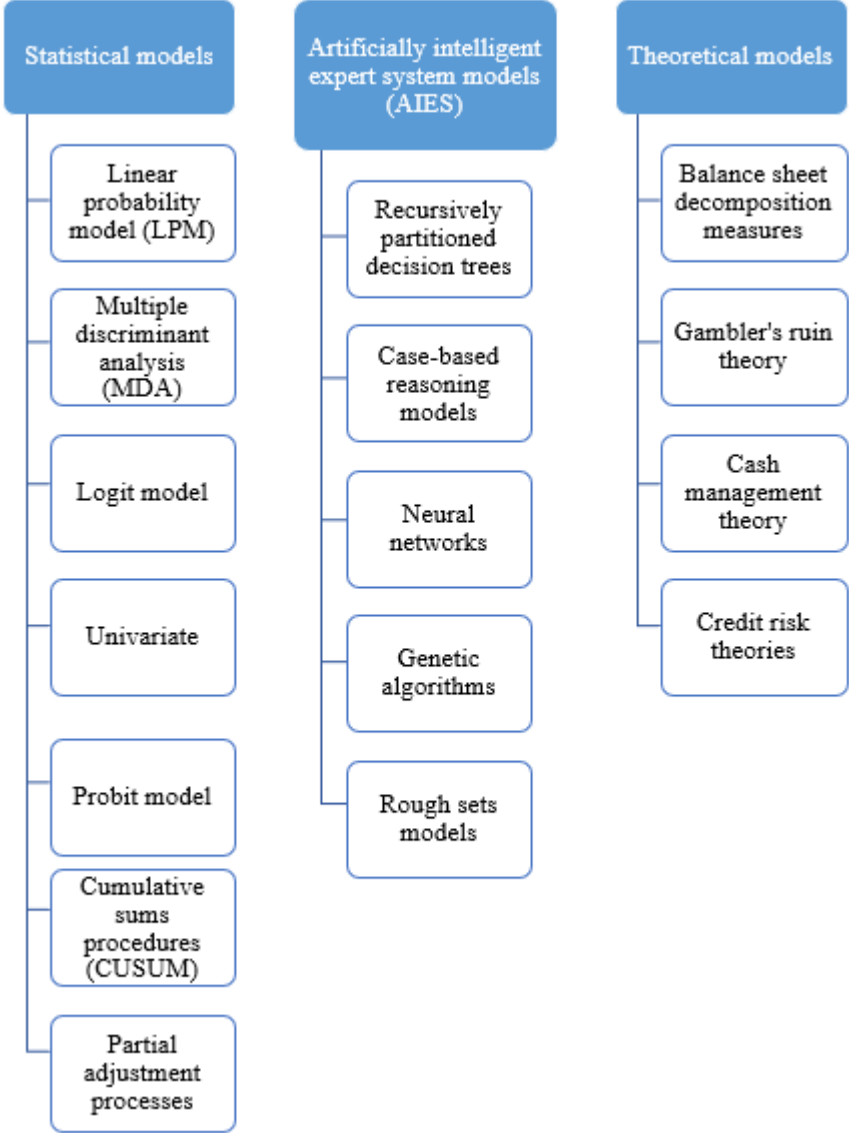 Statistical models
Linear
probability
model (LPM)
Multiple
discriminant
analysis
(MDA)
Logit model
Univariate
Probit model
Cumulative
sums
procedures
(CUSUM)
Partial
adjustment
processes
Artificially intelligent
expert system models
(AIES)
Recursively
partitioned
decision trees
Case-based
reasoning
models
Neural
networks
Genetic
algorithms
Rough sets
models
Theoretical models
Balance sheet
decomposition
measures
Gambler's ruin
theory
Cash
management
theory
Credit risk
theories